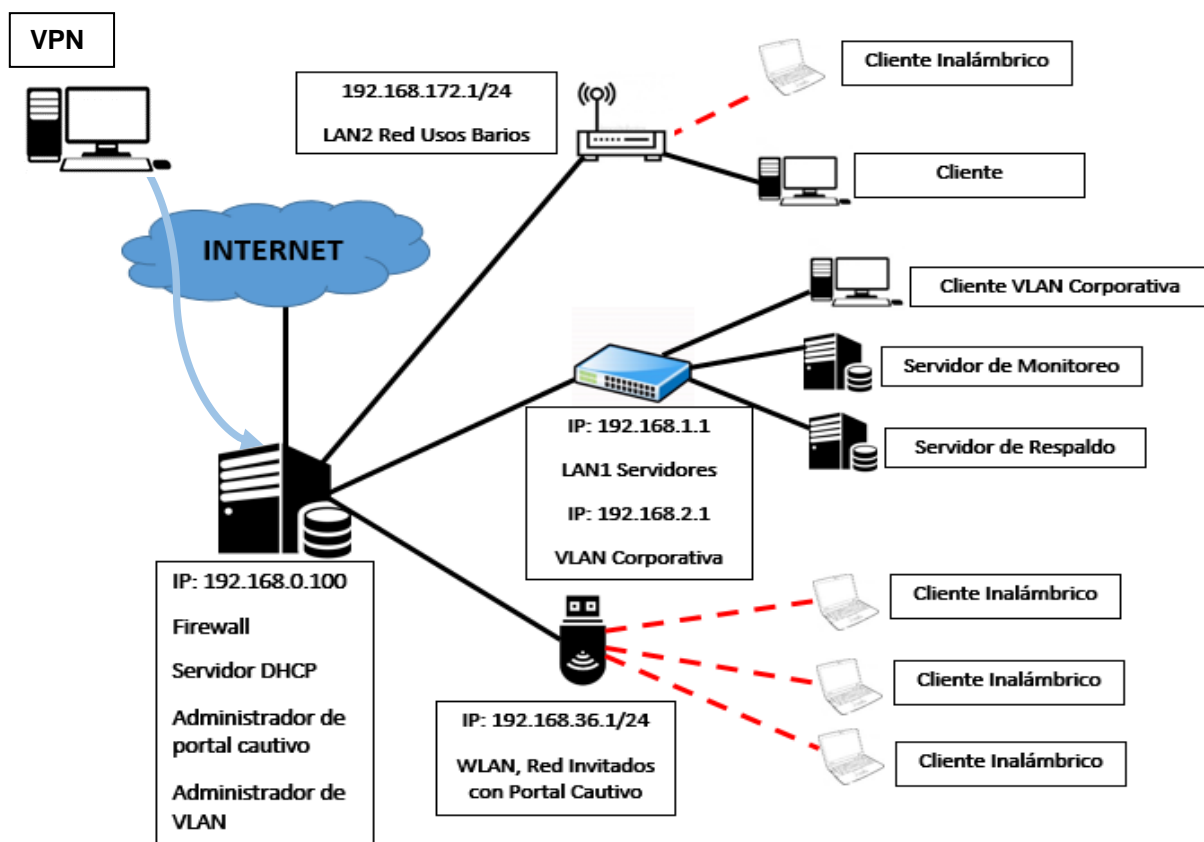 VPN
192.168.172.1/24
LAN2 Red Usos Barios
Cliente Inalámbrico
Cliente
INTERNET
Cliente VLAN Corporativa
Servidor de Monitoreo
Servidor de Respaldo
IP: 192.168.1.1
LAN1 Servidores
IP: 192.168.2.1
VLAN Corporativa
IP: 192.168.0.100
Firewall
Servidor DHCP
Administrador de
portal cautivo
Administrador de
VLAN
IP: 192.168.36.1/24
WLAN, Red Invitados
con Portal Cautivo
Cliente Inalámbrico
Cliente Inalámbrico
Cliente Inalámbrico